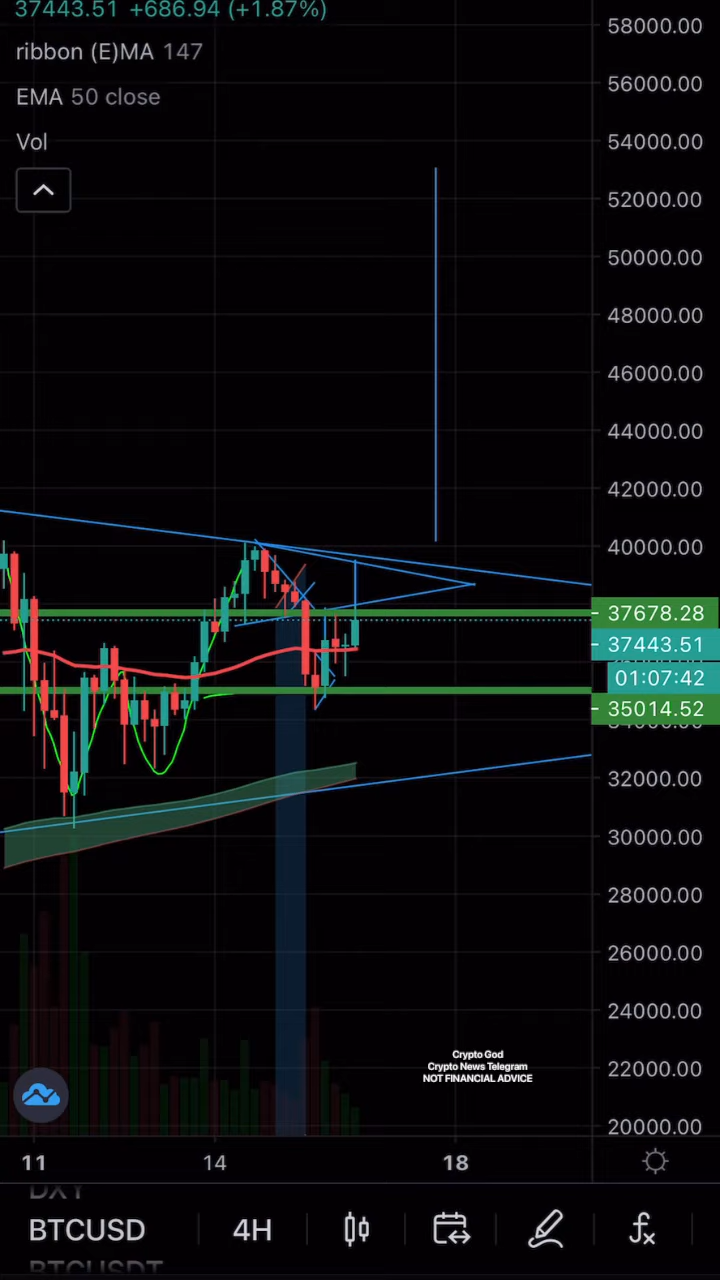 37443.51 +686.94 (+1.87%)
ribbon (E)MA 147
EMA 50 close
Vol
58000.00
56000.00
54000.00
52000.00
50000.00
48000.00
46000.00
44000.00
42000.00
40000.00
37678.28
37443.51
01:07:42
35014.52
34000.00
32000.00
30000.00
28000.00
26000.00
24000.00
22000.00
20000.00
Crypto God
Crypto News Telegram
NOT FINANCIAL ADVICE
11 14 18
DXY
BTCUSD 4H fx
BTCUSDT